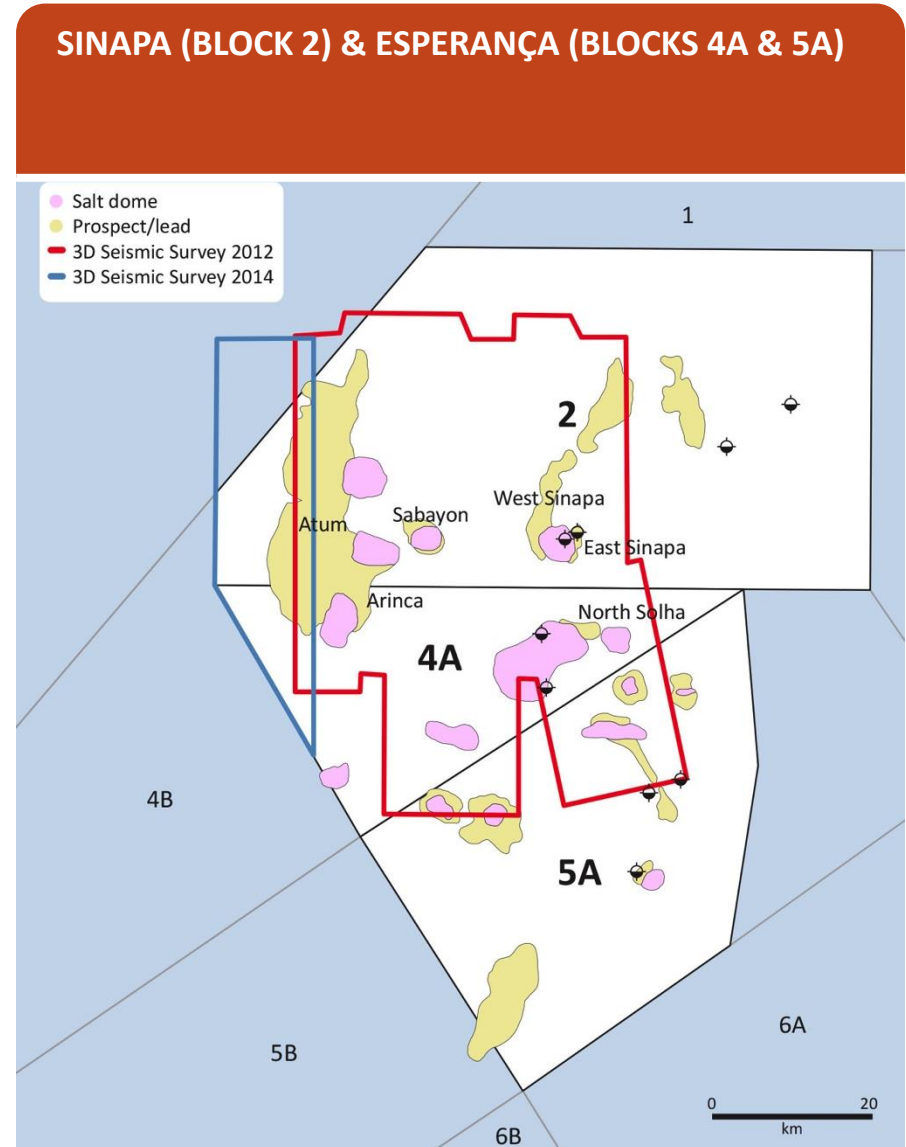 SINAPA (BLOCK 2) & ESPERANÇA (BLOCKS 4A & 5A)
Salt dome
Prospect/lead
3D Seismic Survey 2012
3D Seismic Survey 2014
1
2
West Sinapa
Sabayon
Atum
East Sinapa
Arinca
North Solha
4A
4B
5A
6A
5B
0 20
km
6B